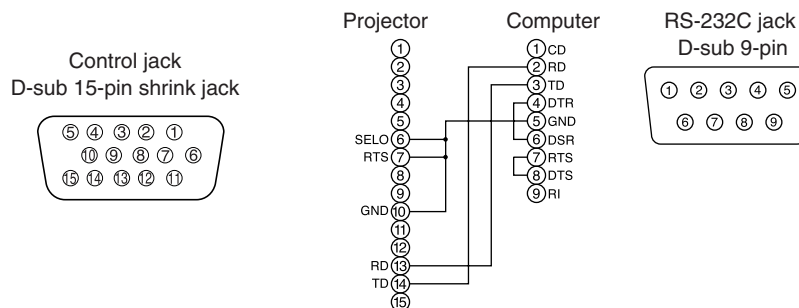 Control jack
D-sub 15-pin shrink jack
5 4 3 2 1
10 9 8 7 6
15 14 13 12 11
Projector
1
2
3
4
5
SELO 6
RTS 7
8
9
GND 10
11
12
RD 13
TD 14
15
Computer
1 CD
2 RD
3 TD
4 DTR
5 GND
6 DSR
7 RTS
8 DTS
9 RI
RS-232C jack
D-sub 9-pin
1 2 3 4 5
6 7 8 9